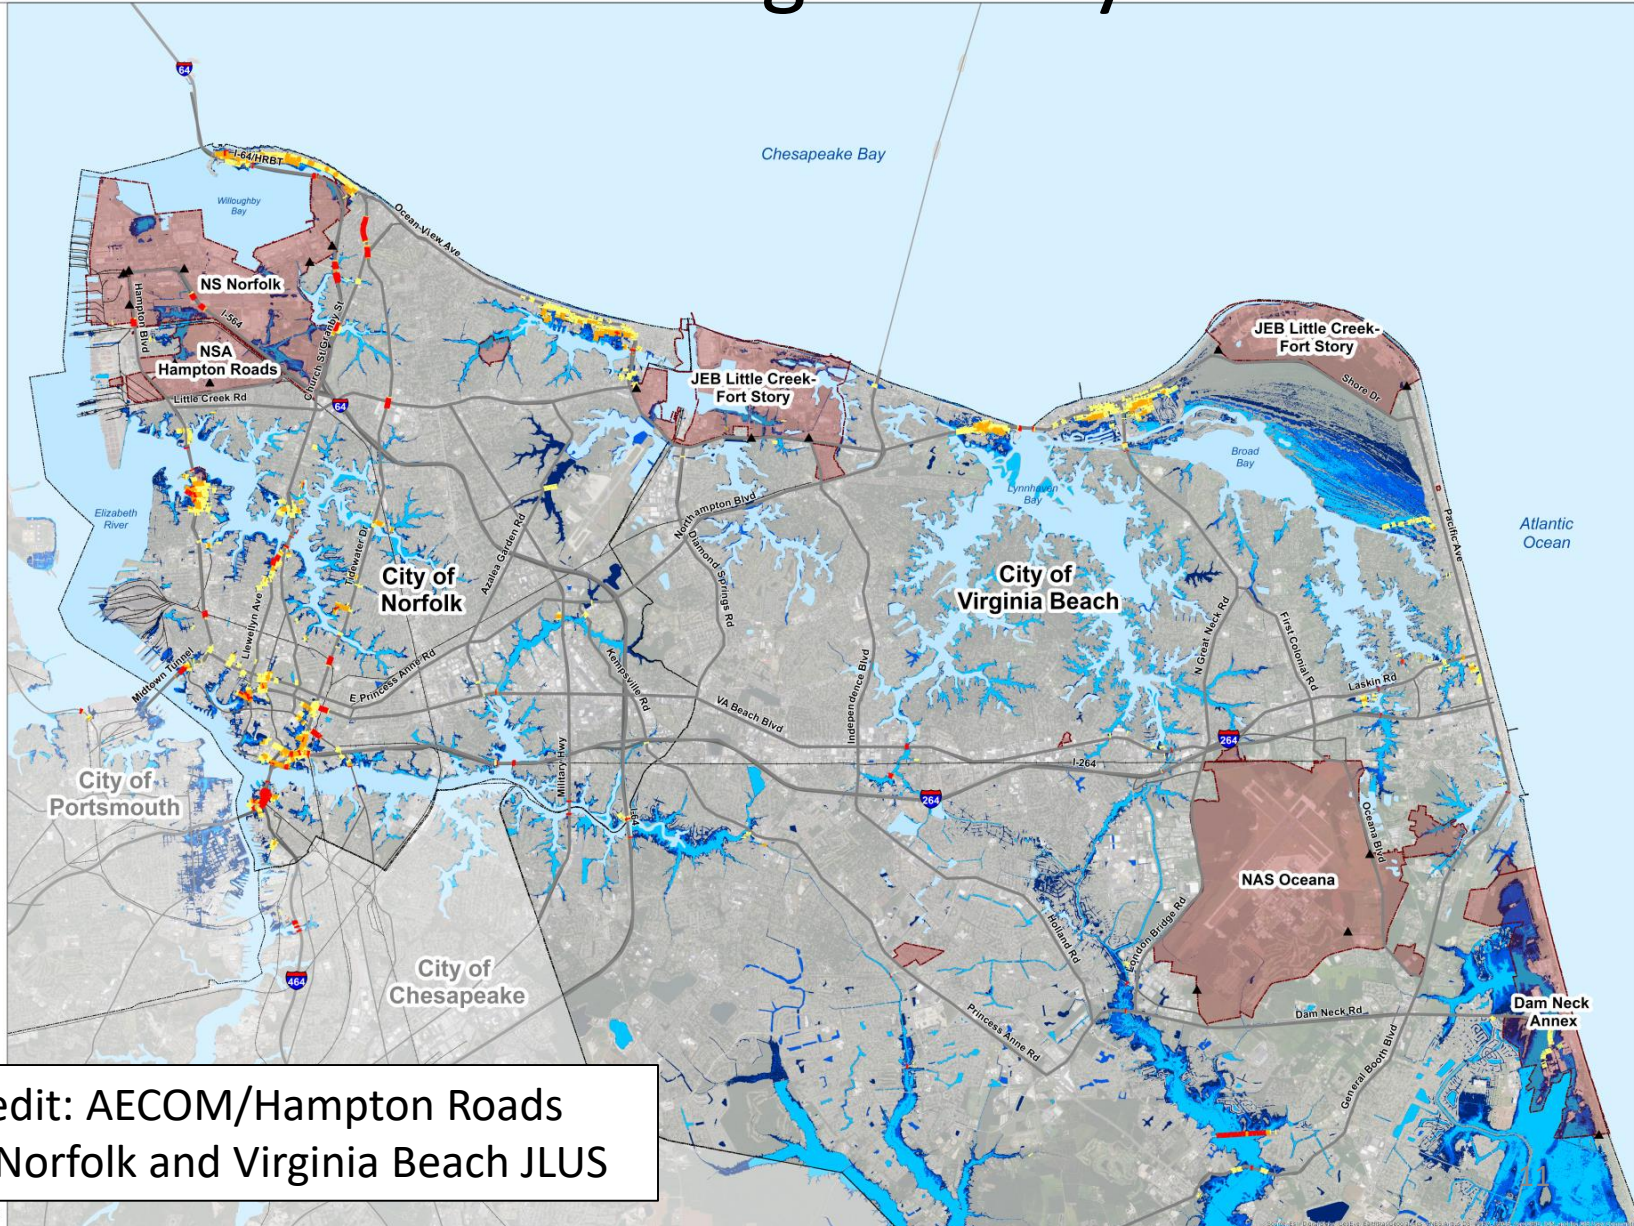 64
Chesapeake Bay
I-64/HRBT
Willoughby
Bay
Ocean View Ave
NS Norfolk
Hampton Blvd
I-564
Church St
Granby St
NSA
Hampton Roads
Little Creek Rd
64
JEB Little Creek-
Fort Story
JEB Little Creek-
Fort Story
Shore Dr
Broad
Bay
Lynnhaven
Bay
Elizabeth
River
Northampton Blvd
Diamond Springs Rd
Azalea Garden Rd
Pacific Ave
Atlantic
Ocean
City of
Norfolk
City of
Virginia Beach
Tidewater D
Llewellyn Ave
Midtown Tunnel
E Princess Anne Rd
Kempsville Rd
VA Beach Blvd
Independence Blvd
N Great Neck Rd
First Colonial Rd
Laskin Rd
264
I-264
Military Hwy
I-64
264
City of
Portsmouth
Oceana Blvd
NAS Oceana
Holland Rd
London Bridge Rd
City of
Chesapeake
464
Princess Anne Rd
Dam Neck Rd
General Booth Blvd
Dam Neck
Annex
edit: AECOM/Hampton Roads
Norfolk and Virginia Beach JLUS
11